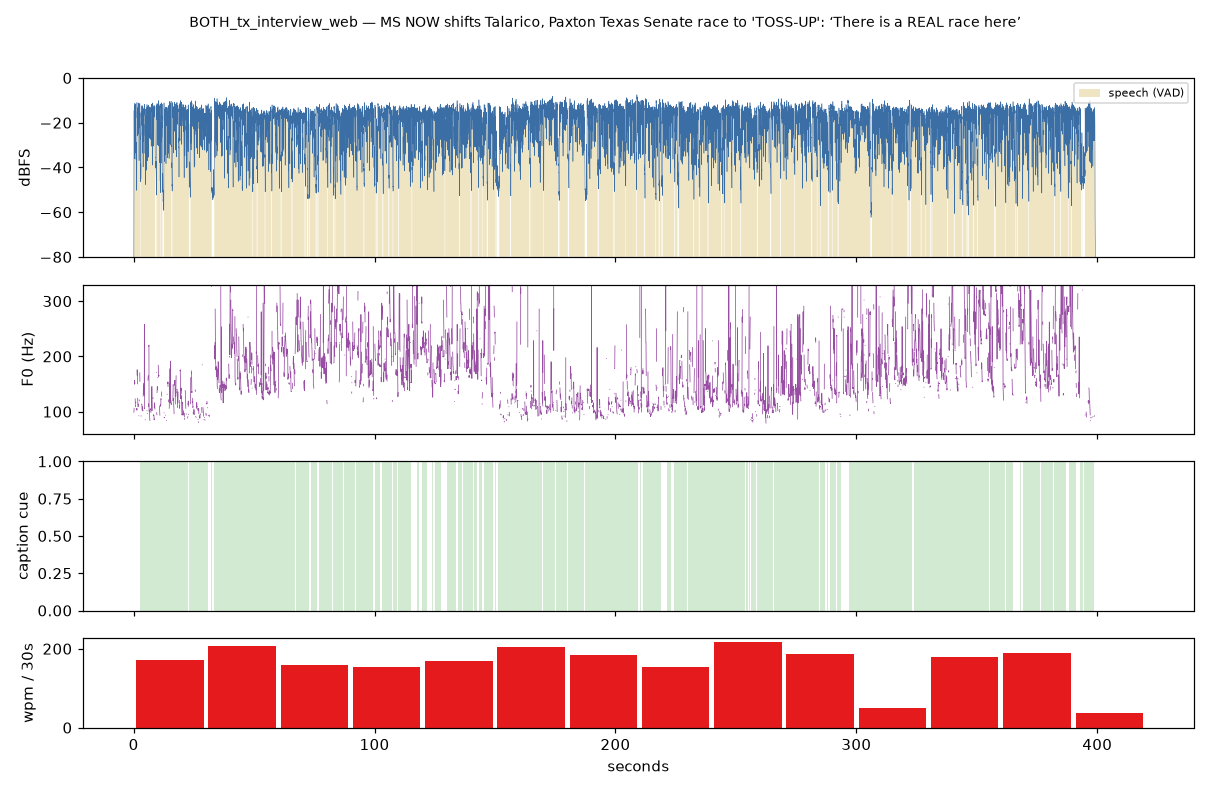 BOTH_tx_interview_web — MS NOW shifts Talarico, Paxton Texas Senate race to 'TOSS-UP': ‘There is a REAL race here’
0
−20
−40
−60
−80
dBFS
speech (VAD)
300
200
100
F0 (Hz)
1.00
0.75
0.50
0.25
0.00
caption cue
200
0
wpm / 30s
0
100
200
300
400
seconds